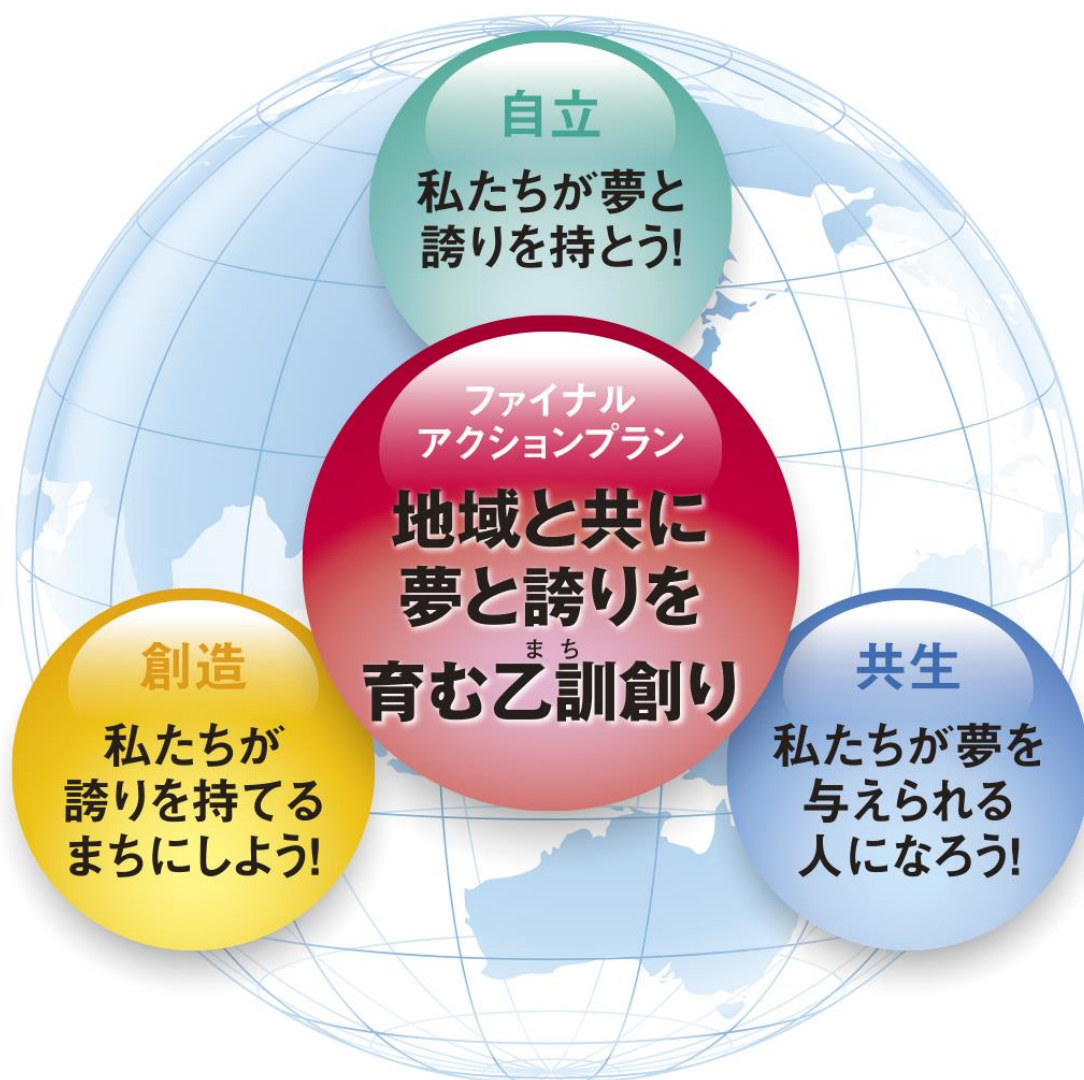 自立
私たちが夢と
誇りを持とう!
ファイナル
アクションプラン
地域と共に
夢と誇りを
まち
育む乙訓創り
創造
私たちが
誇りを持てる
まちにしよう!
共生
私たちが夢を
与えられる
人になろう!